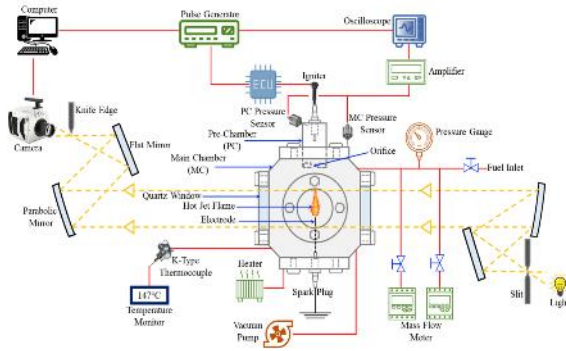 Computer
Pulse Generator
Oscilloscope
ECU
Igniter
Amplifier
Knife Edge
PC Pressure
Sensor
MC Pressure
Sensor
Camera
Flat Mirror
Pre-Chamber
(PC)
Pressure Gauge
Main Chamber
(MC)
Orifice
Fuel Inlet
Quartz Window
Hot Jet Flame
Electrode
Parabolic
Mirror
K-Type
Thermocouple
Heater
Spark Plug
Slit
Light
147°C
Temperature
Monitor
Vacuum
Pump
Mass Flow
Meter